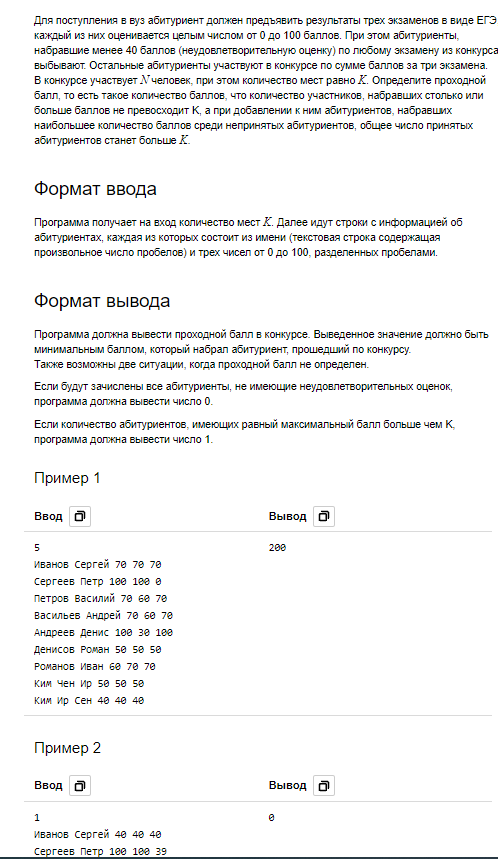 Для поступления в вуз абитуриент должен предъявить результаты трех экзаменов в виде ЕГЭ
каждый из них оценивается целым числом от 0 до 100 баллов. При этом абитуриенты,
набравшие менее 40 баллов (неудовлетворительную оценку) по любому экзамену из конкурса
выбывают. Остальные абитуриенты участвуют в конкурсе по сумме баллов за три экзамена.
В конкурсе участвует N человек, при этом количество мест равно K. Определите проходной
балл, то есть такое количество баллов, что количество участников, набравших столько или
больше баллов не превосходит K, а при добавлении к ним абитуриентов, набравших
наибольшее количество баллов среди непринятых абитуриентов, общее число принятых
абитуриентов станет больше K.
Формат ввода
Программа получает на вход количество мест K. Далее идут строки с информацией об
абитуриентах, каждая из которых состоит из имени (текстовая строка содержащая
произвольное число пробелов) и трех чисел от 0 до 100, разделенных пробелами.
Формат вывода
Программа должна вывести проходной балл в конкурсе. Выведенное значение должно быть
минимальным баллом, который набрал абитуриент, прошедший по конкурсу.
Также возможны две ситуации, когда проходной балл не определен.
Если будут зачислены все абитуриенты, не имеющие неудовлетворительных оценок,
программа должна вывести число 0.
Если количество абитуриентов, имеющих равный максимальный балл больше чем K,
программа должна вывести число 1.
Пример 1
Ввод Вывод
5 200
Иванов Сергей 70 70 70
Сергеев Петр 100 100 0
Петров Василий 70 60 70
Васильев Андрей 70 60 70
Андреев Денис 100 30 100
Денисов Роман 50 50 50
Романов Иван 60 70 70
Ким Чен Ир 50 50 50
Ким Ир Сен 40 40 40
Пример 2
Ввод Вывод
1 0
Иванов Сергей 40 40 40
Сергеев Петр 100 100 39